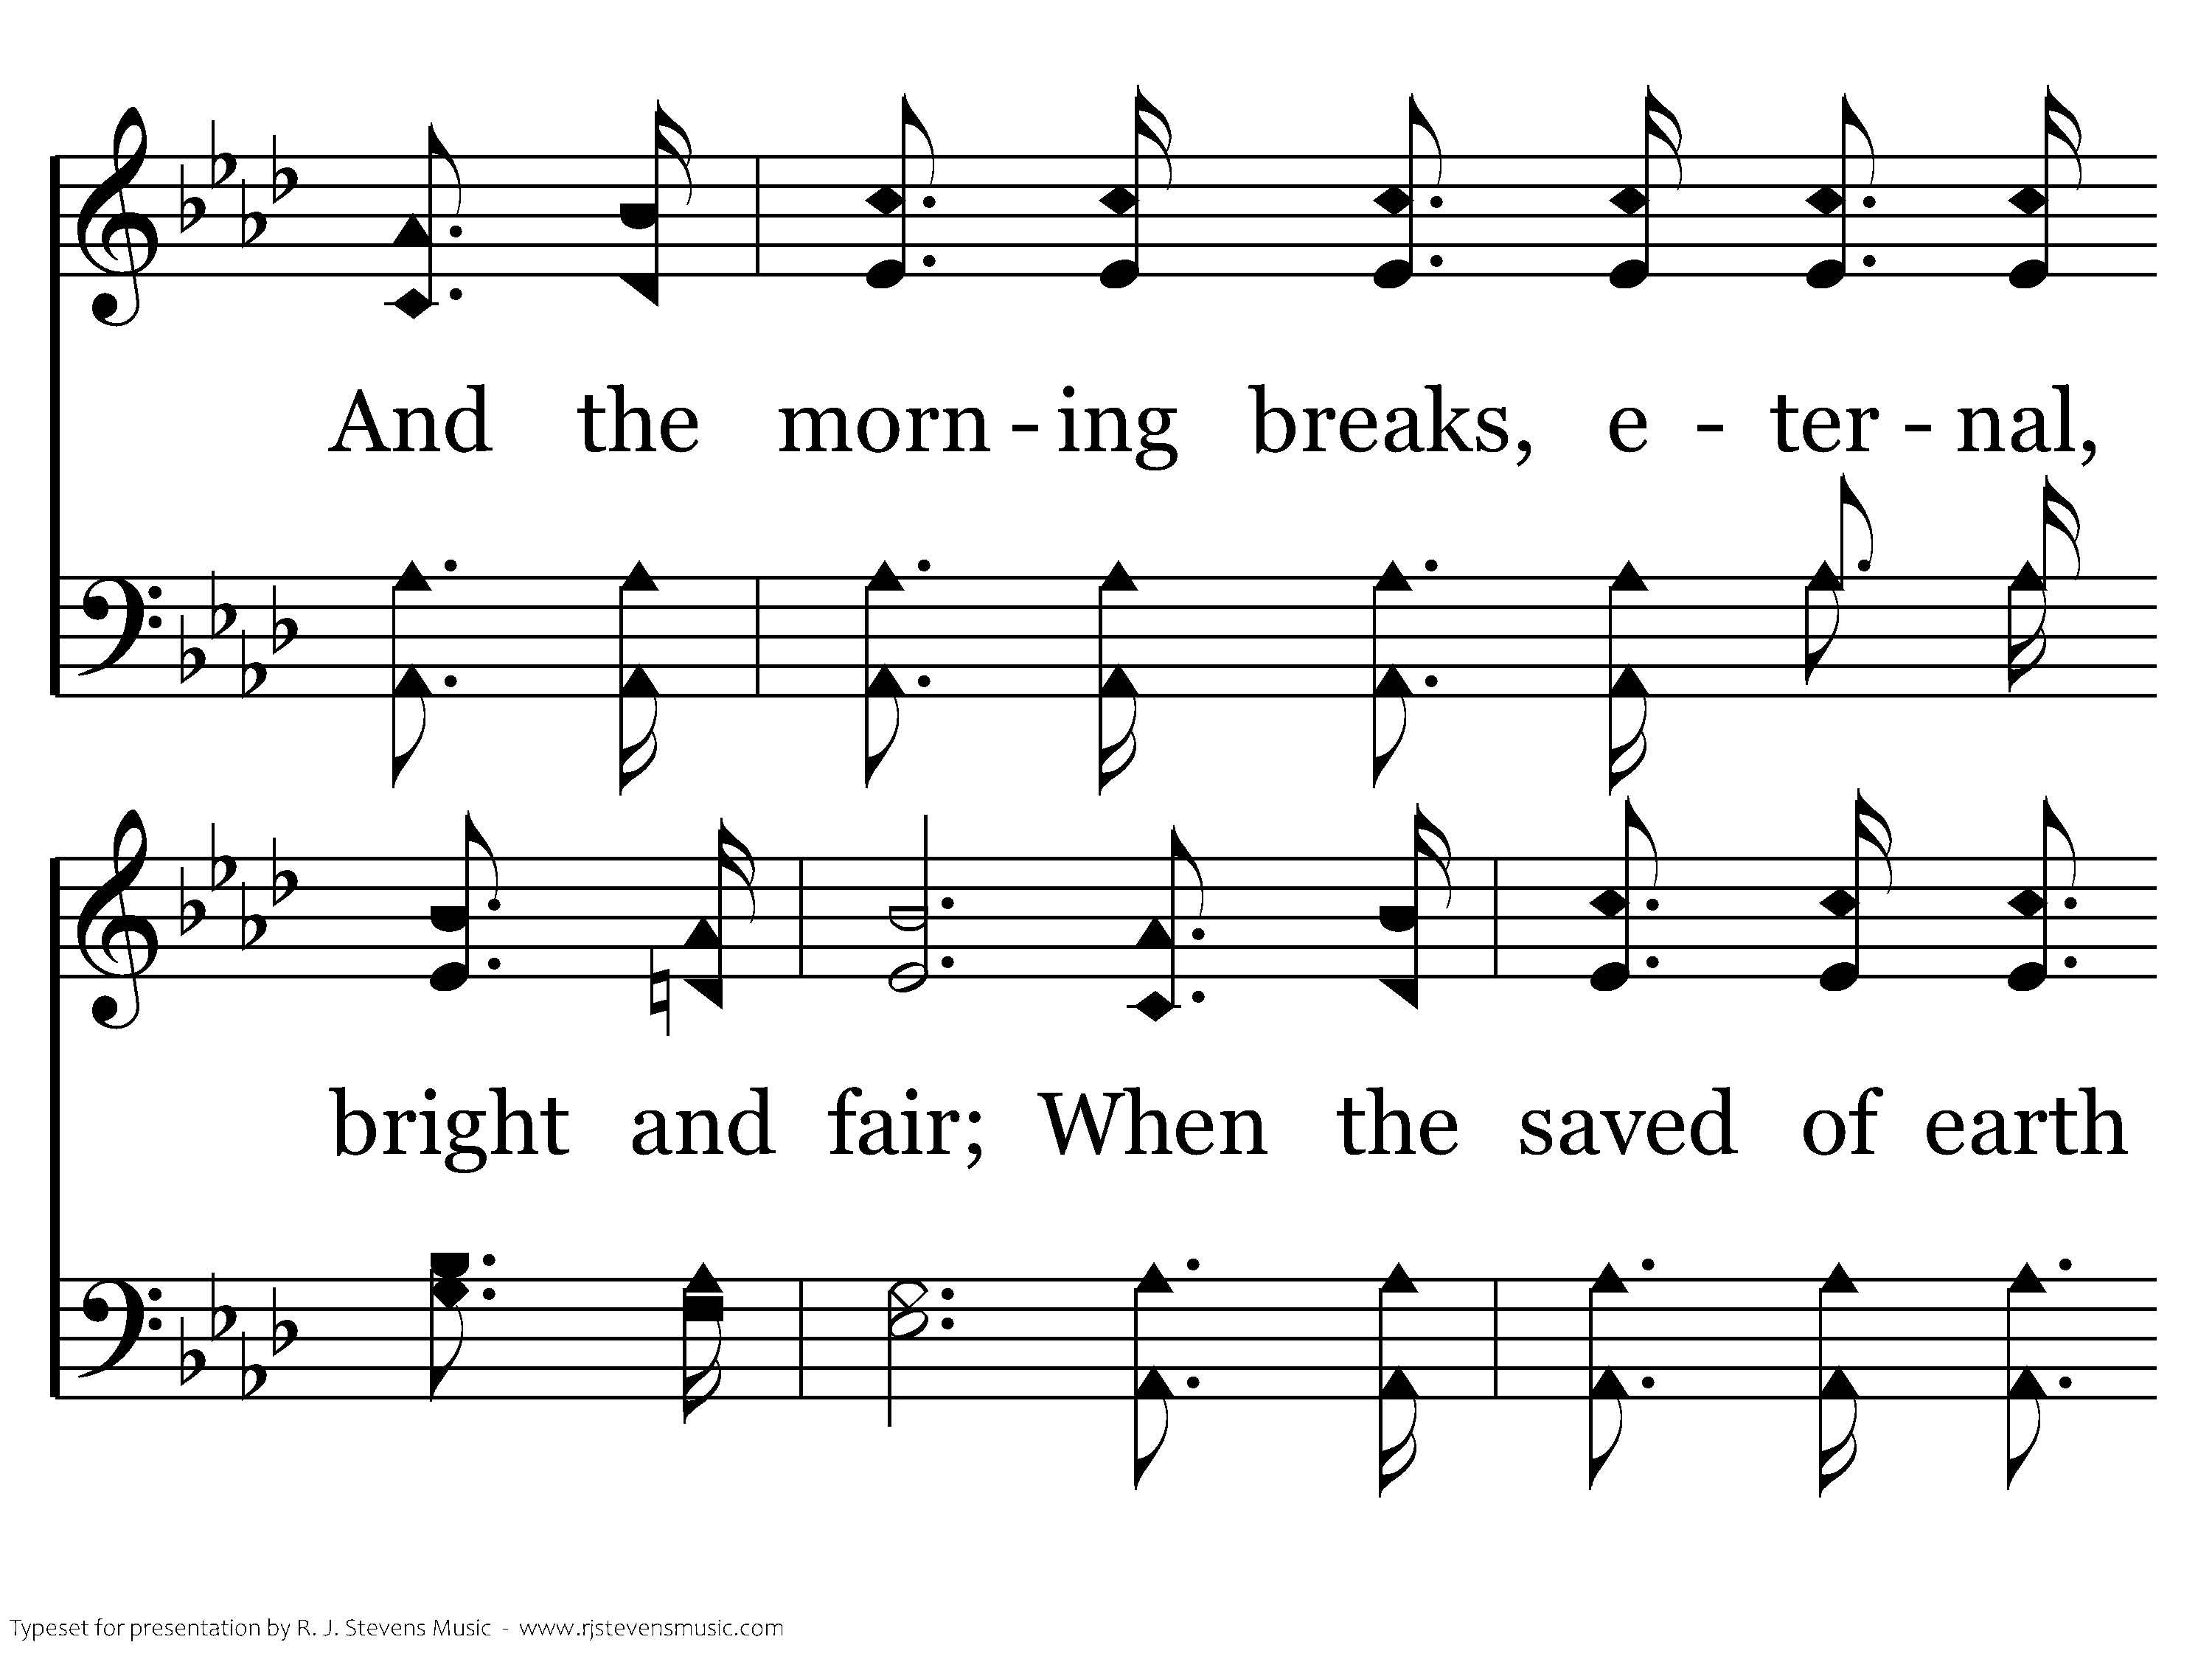 And the morn - ing breaks, e - ter - nal,
bright and fair; When the saved of earth
Typeset for presentation by R. J. Stevens Music - www.rjstevensmusic.com